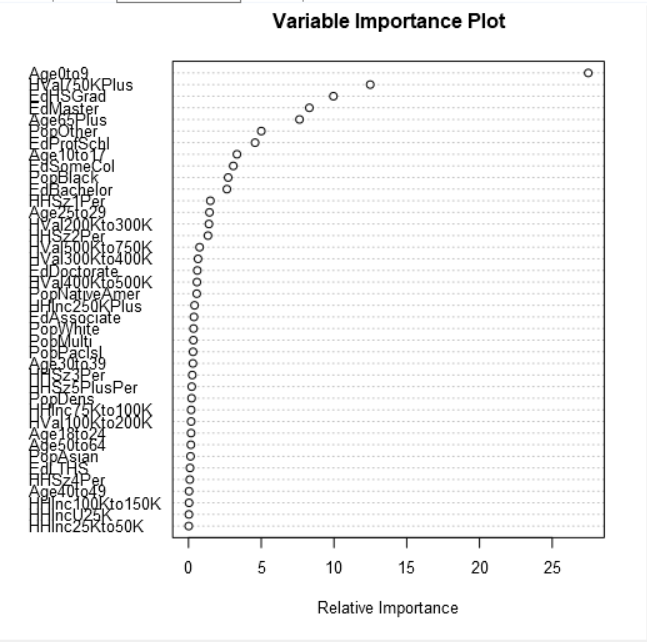 Variable Importance Plot
Age0to9
HVal750KPlus
EdHSGrad
EdMaster
Age65Plus
PopOther
EdProfSchl
Age10to17
EdSomeCol
PopBlack
EdBachelor
HHSz1Per
Age25to29
HVal200Kto300K
HHSz2Per
HVal500Kto750K
HVal300Kto400K
EdDoctorate
HVal400Kto500K
PopNativeAmer
HHInc250KPlus
EdAssociate
PopWhite
PopMulti
PopPacIsl
Age30to39
HHSz3Per
HHSz5PlusPer
PopDens
HHInc75Kto100K
HVal100Kto200K
Age18to24
Age50to64
PopAsian
EdLTHS
HHSz4Per
Age40to49
HHInc100Kto150K
HHIncU25K
HHInc25Kto50K
0 5 10 15 20 25
Relative Importance